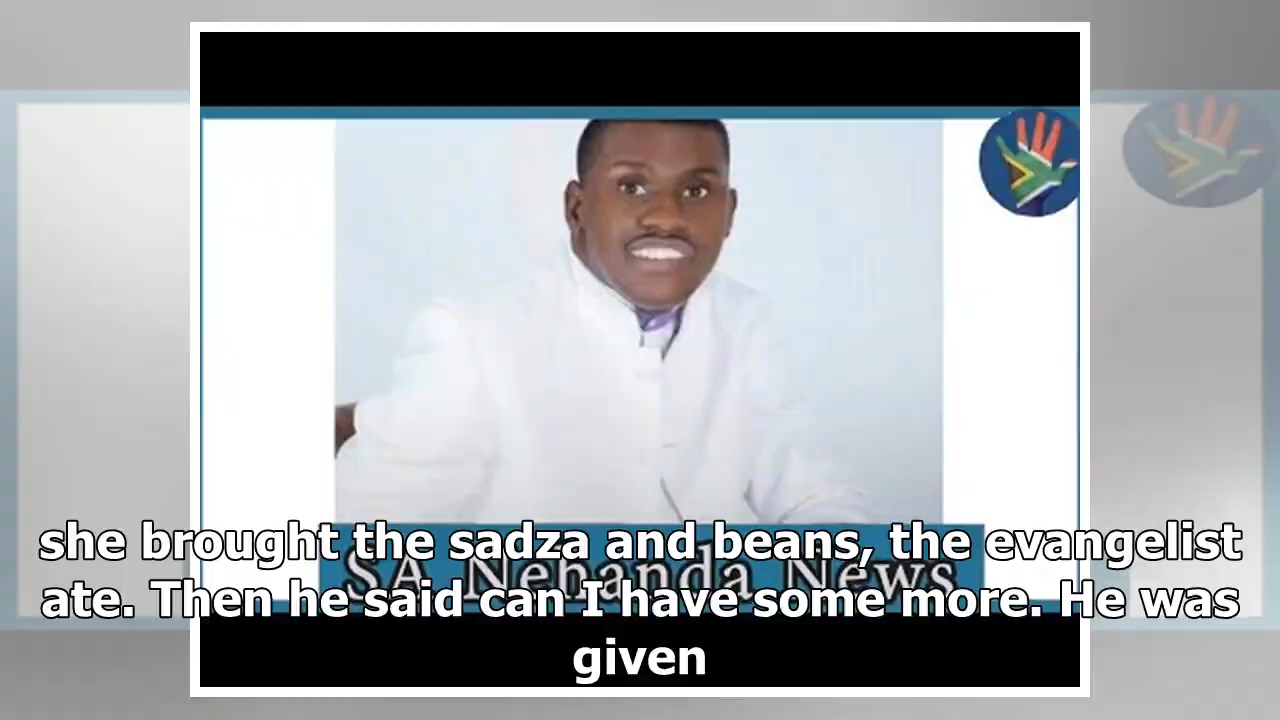 she brought the sadza and beans, the evangelist
SA Nehanda News
ate. Then he said can I have some more. He was
given